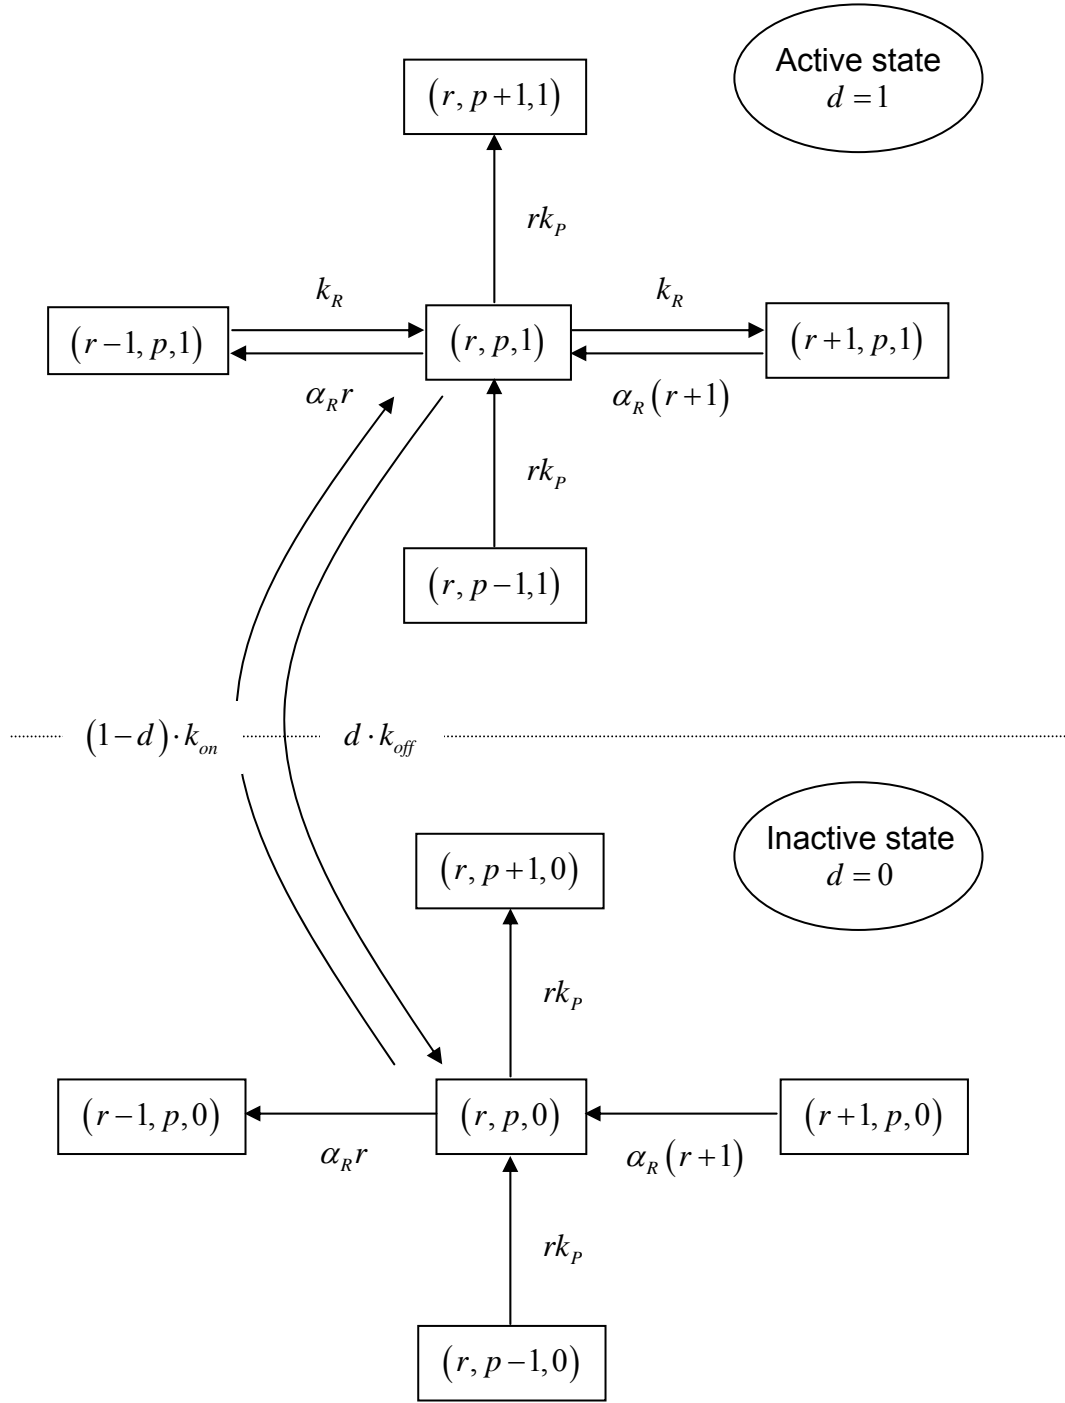 Active state
d = 1
(r, p+1,1)
rk_P
k_R
k_R
(r−1, p,1)
(r, p,1)
(r+1, p,1)
α_R r
α_R (r+1)
rk_P
(r, p−1,1)
(1−d)·k_on
d·k_off
Inactive state
d = 0
(r, p+1,0)
rk_P
(r−1, p,0)
(r, p,0)
(r+1, p,0)
α_R r
α_R (r+1)
rk_P
(r, p−1,0)